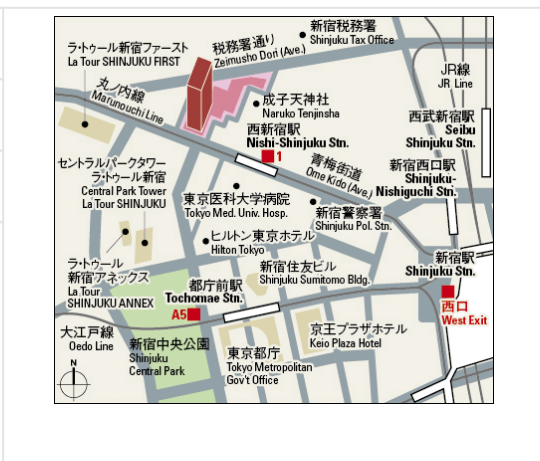 新宿税務署
Shinjuku Tax Office
税務署通り
Zeimusho Dori (Ave.)
ラ・トゥール新宿ファースト
La Tour SHINJUKU FIRST
JR線
JR Line
丸ノ内線
Marunouchi Line
成子天神社
Naruko Tenjinsha
西武新宿駅
Seibu
Shinjuku Stn.
西新宿駅
Nishi-Shinjuku Stn.
1
青梅街道
Ome Kido (Ave.)
新宿西口駅
Shinjuku-
Nishiguchi Stn.
セントラルパークタワー
ラ・トゥール新宿
Central Park Tower
La Tour SHINJUKU
東京医科大学病院
Tokyo Med. Univ. Hosp.
新宿警察署
Shinjuku Pol. Stn.
ヒルトン東京ホテル
Hilton Tokyo
ラ・トゥール
新宿アネックス
La Tour
SHINJUKU ANNEX
新宿住友ビル
Shinjuku Sumitomo Bldg.
新宿駅
Shinjuku Stn.
都庁前駅
Tochomae Stn.
A5
西口
West Exit
大江戸線
Oedo Line
新宿中央公園
Shinjuku
Central Park
東京都庁
Tokyo Metropolitan
Gov't Office
京王プラザホテル
Keio Plaza Hotel
N